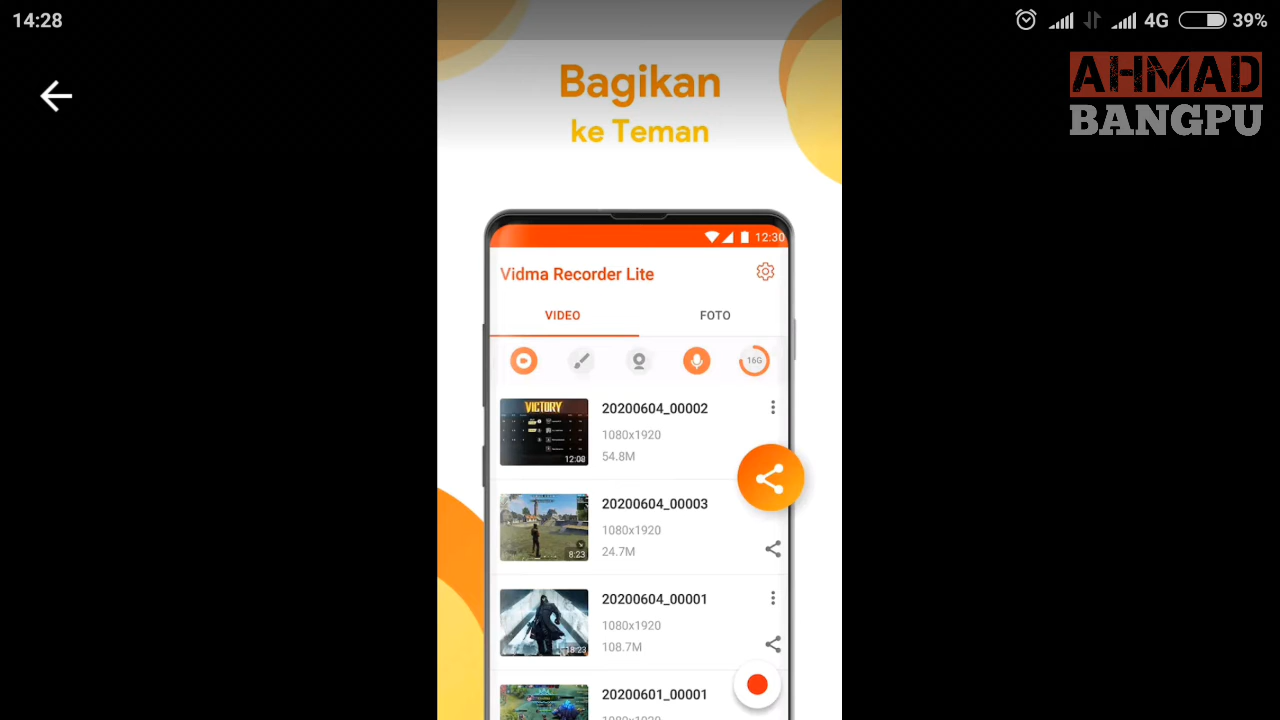 14:28
4G
39%
AHMAD
BANGPU
Bagikan
ke Teman
12:30
Vidma Recorder Lite
VIDEO
FOTO
16G
VICTORY
12:08
20200604_00002
1080x1920
54.8M
8:23
20200604_00003
1080x1920
24.7M
18:23
20200604_00001
1080x1920
108.7M
20200601_00001
1080x1920